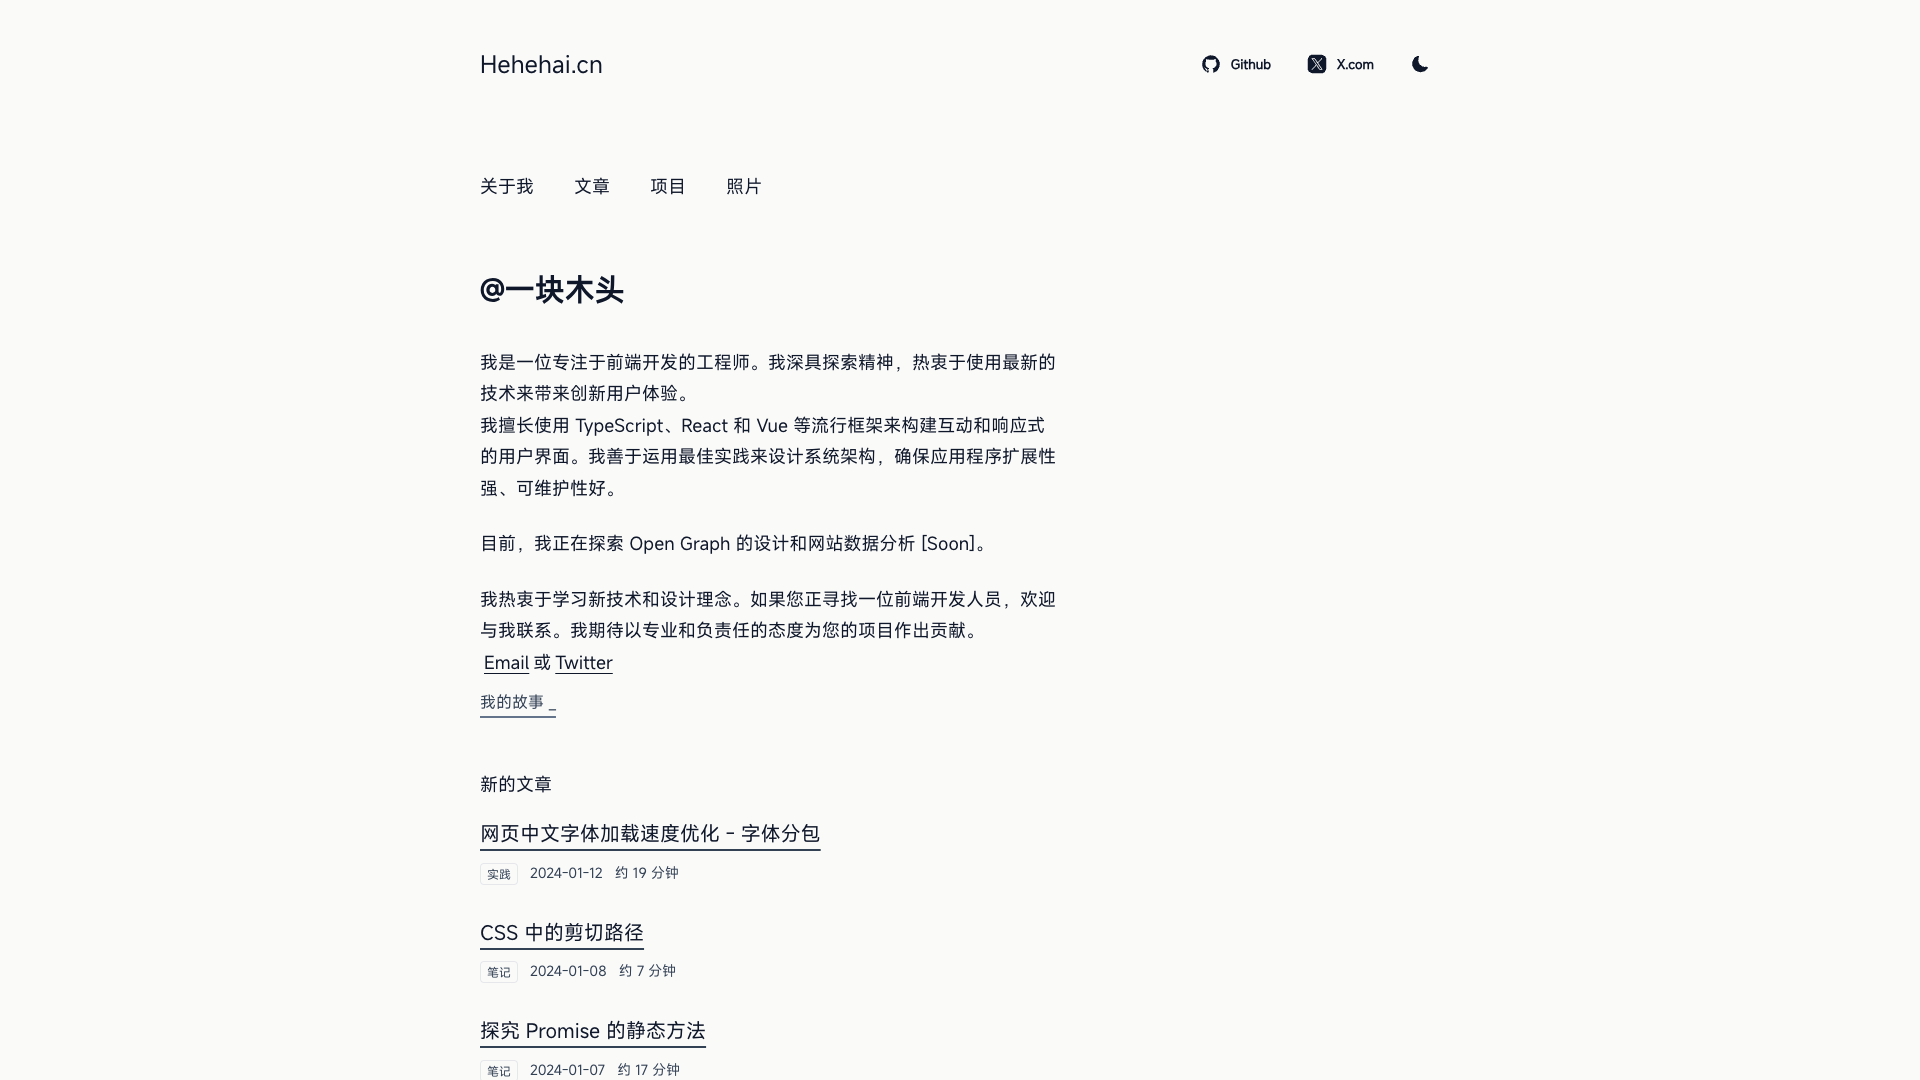 Hehehai.cn
Github
X.com
关于我 文章 项目 照片
@一块木头
我是一位专注于前端开发的工程师。我深具探索精神，热衷于使用最新的
技术来带来创新用户体验。
我擅长使用 TypeScript、React 和 Vue 等流行框架来构建互动和响应式
的用户界面。我善于运用最佳实践来设计系统架构，确保应用程序扩展性
强、可维护性好。
目前，我正在探索 Open Graph 的设计和网站数据分析 [Soon]。
我热衷于学习新技术和设计理念。如果您正寻找一位前端开发人员，欢迎
与我联系。我期待以专业和负责任的态度为您的项目作出贡献。
Email 或 Twitter
我的故事 _
新的文章
网页中文字体加载速度优化 - 字体分包
实践 2024-01-12 约 19 分钟
CSS 中的剪切路径
笔记 2024-01-08 约 7 分钟
探究 Promise 的静态方法
笔记 2024-01-07 约 17 分钟